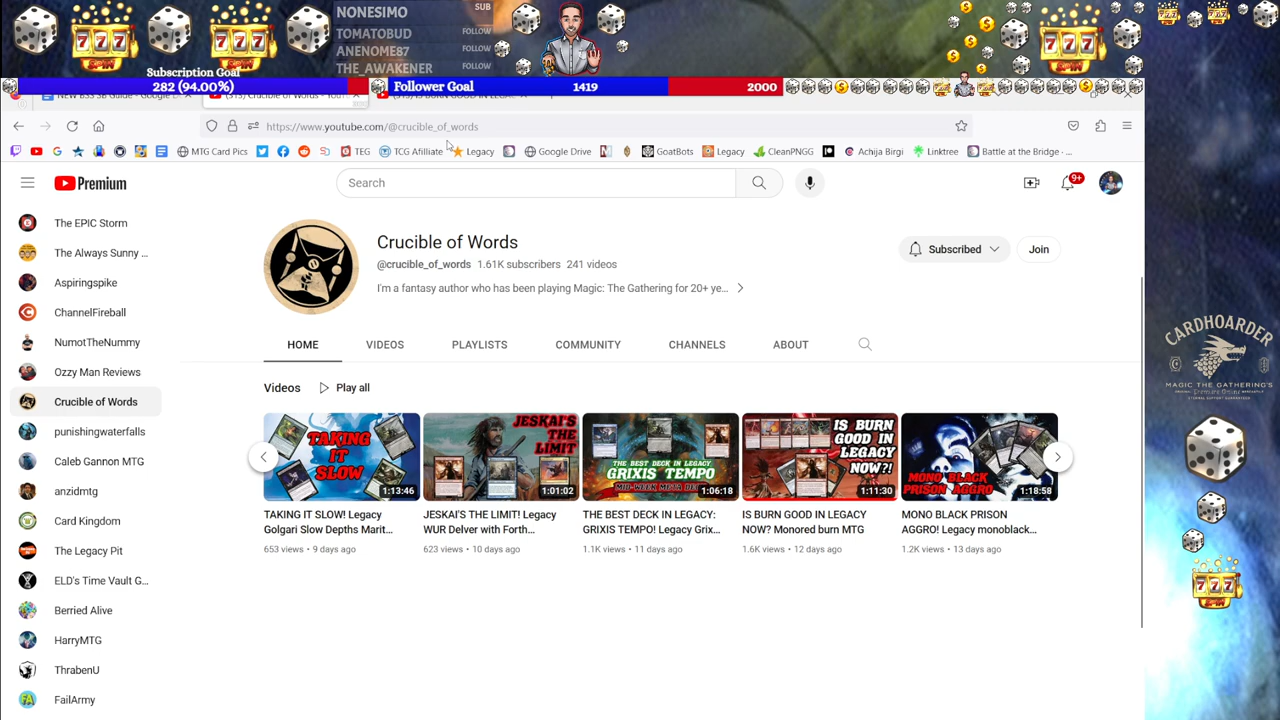 NONESIMO SUB
TOMATOBUD FOLLOW
ANENOME87 FOLLOW
THE_AWAKENER FOLLOW
Subscription Goal
282 (94.00%)
Follower Goal 1419 2000
https://www.youtube.com/@crucible_of_words
MTG Card Pics TEG TCG Afilliate Legacy Google Drive GoatBots Legacy CleanPNGG Achija Birgi Linktree Battle at the Bridge - ...
Premium
Search
9+
The EPIC Storm
The Always Sunny ...
Aspiringspike
ChannelFireball
NumotTheNummy
Ozzy Man Reviews
Crucible of Words
punishingwaterfalls
Caleb Gannon MTG
anzidmtg
Card Kingdom
The Legacy Pit
ELD's Time Vault G...
Berried Alive
HarryMTG
ThrabenU
FailArmy
Crucible of Words
@crucible_of_words 1.61K subscribers 241 videos
I'm a fantasy author who has been playing Magic: The Gathering for 20+ ye...
Subscribed
Join
HOME VIDEOS PLAYLISTS COMMUNITY CHANNELS ABOUT
Videos Play all
TAKING
IT
SLOW
1:13:46
JESKAI'S
THE
LIMIT
1:01:02
THE BEST DECK IN LEGACY:
GRIXIS TEMPO
MID-WEEK META DECK
1:06:18
IS BURN
GOOD IN
LEGACY
NOW?!
1:11:30
MONO BLACK
PRISON
AGGRO
1:18:58
TAKING IT SLOW! Legacy
Golgari Slow Depths Marit...
653 views • 9 days ago
JESKAI'S THE LIMIT! Legacy
WUR Delver with Forth...
623 views • 10 days ago
THE BEST DECK IN LEGACY:
GRIXIS TEMPO! Legacy Grix...
1.1K views • 11 days ago
IS BURN GOOD IN LEGACY
NOW? Monored burn MTG
1.6K views • 12 days ago
MONO BLACK PRISON
AGGRO! Legacy monoblack...
1.2K views • 13 days ago
CARDHOARDER
MAGIC THE GATHERING'S